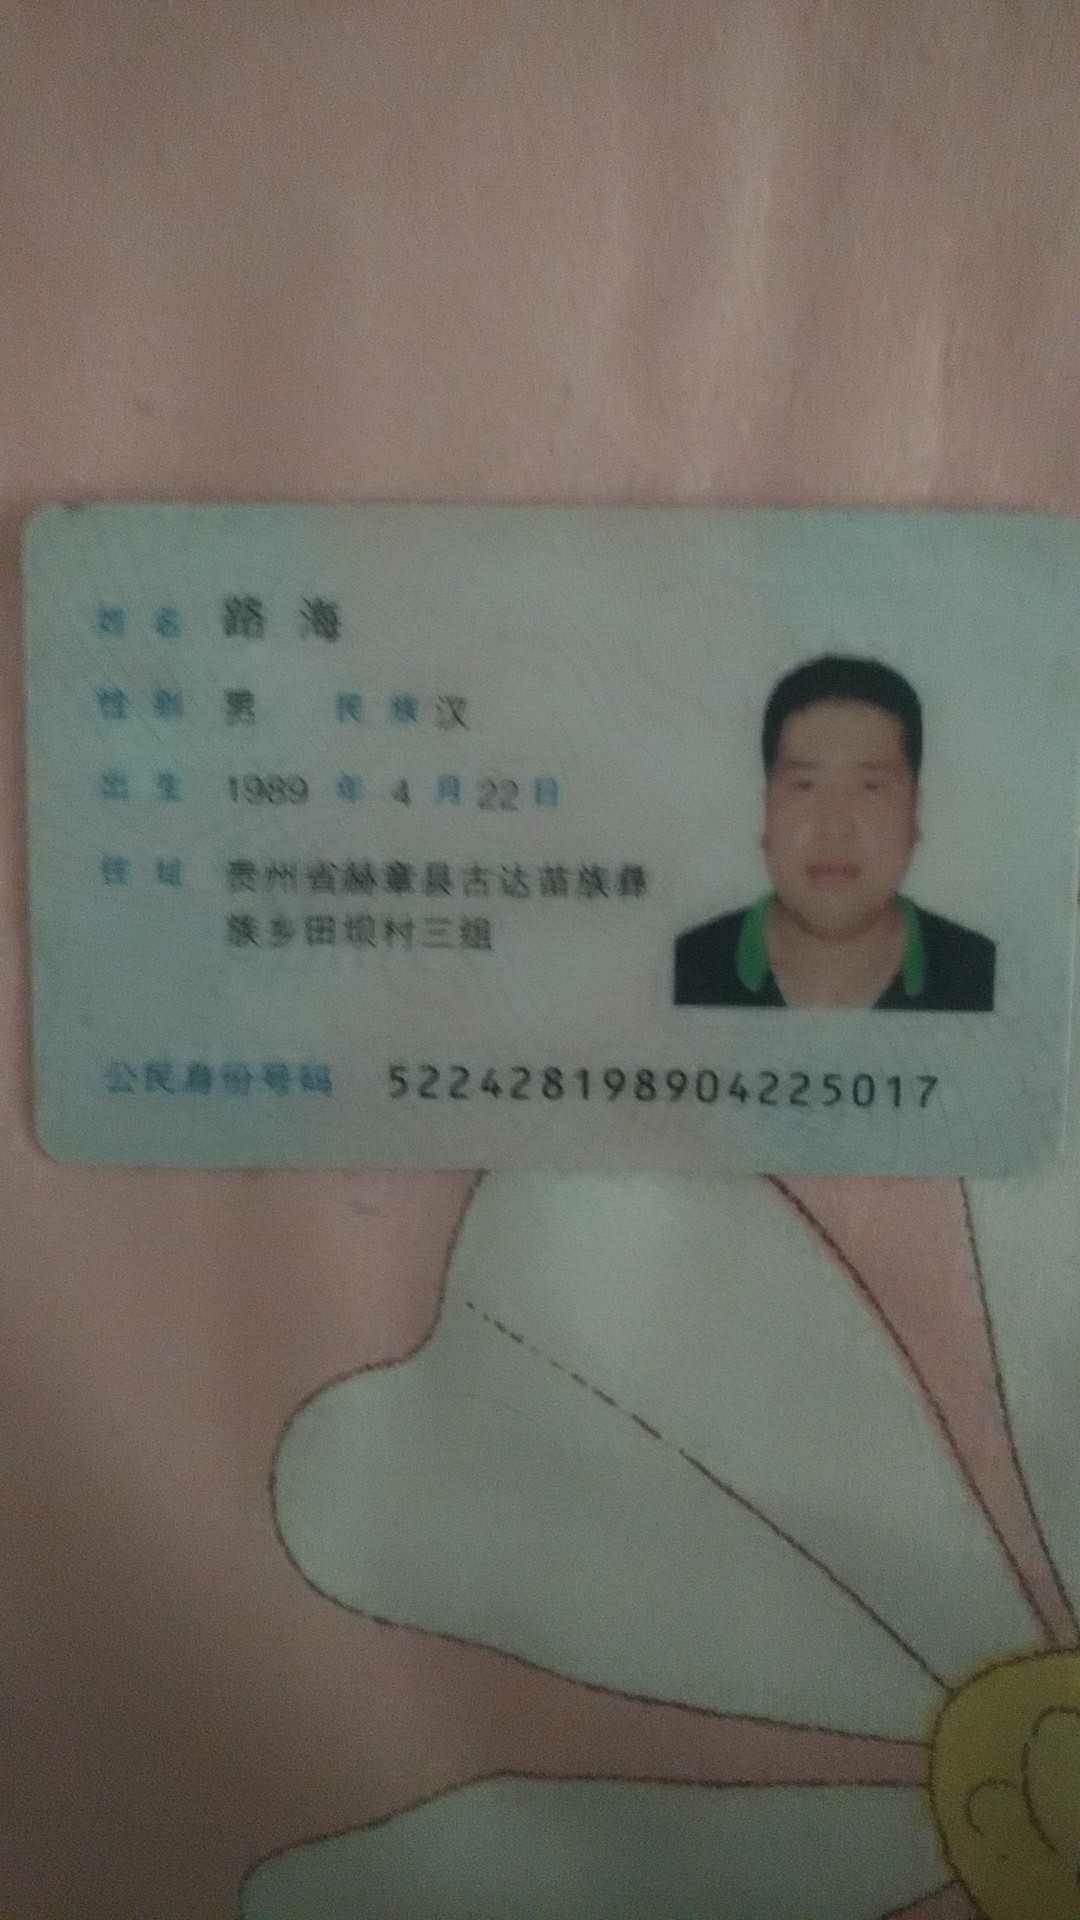 姓名 路海
性别 男 民族 汉
出生 1989 年 4 月 22 日
住址 贵州省赫章县古达苗族彝
族乡田坝村三组
公民身份号码 522428198904225017